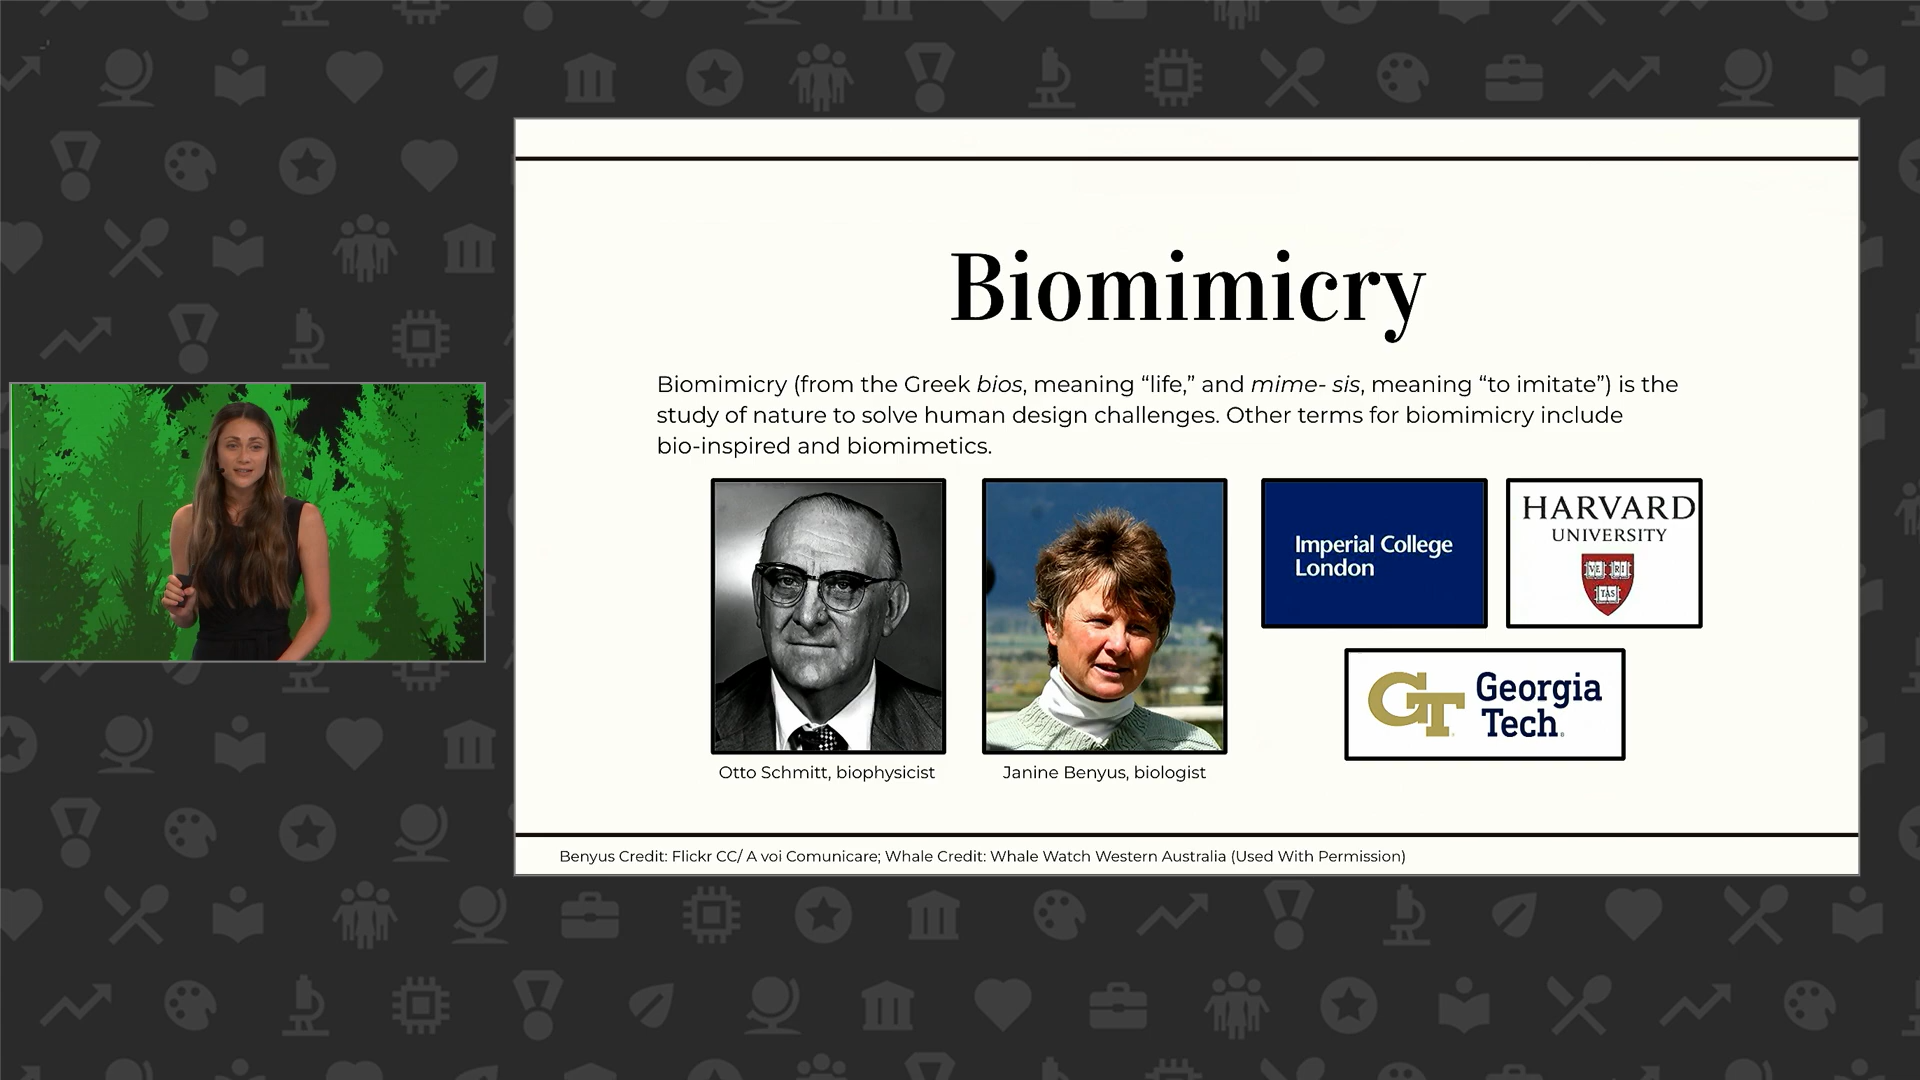 Biomimicry
Biomimicry (from the Greek bios, meaning “life,” and mime- sis, meaning “to imitate”) is the
study of nature to solve human design challenges. Other terms for biomimicry include
bio-inspired and biomimetics.
Imperial College
London
HARVARD
UNIVERSITY
VE RI
TAS
GT Georgia
Tech
Otto Schmitt, biophysicist
Janine Benyus, biologist
Benyus Credit: Flickr CC/ A voi Comunicare; Whale Credit: Whale Watch Western Australia (Used With Permission)